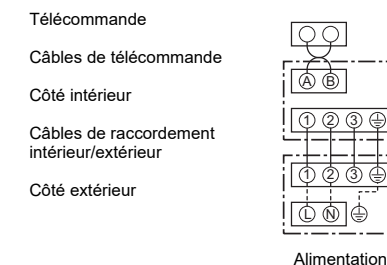 Télécommande
Câbles de télécommande
A B
Côté intérieur
1 2 3
Câbles de raccordement
intérieur/extérieur
1 2 3
Côté extérieur
L N
Alimentation